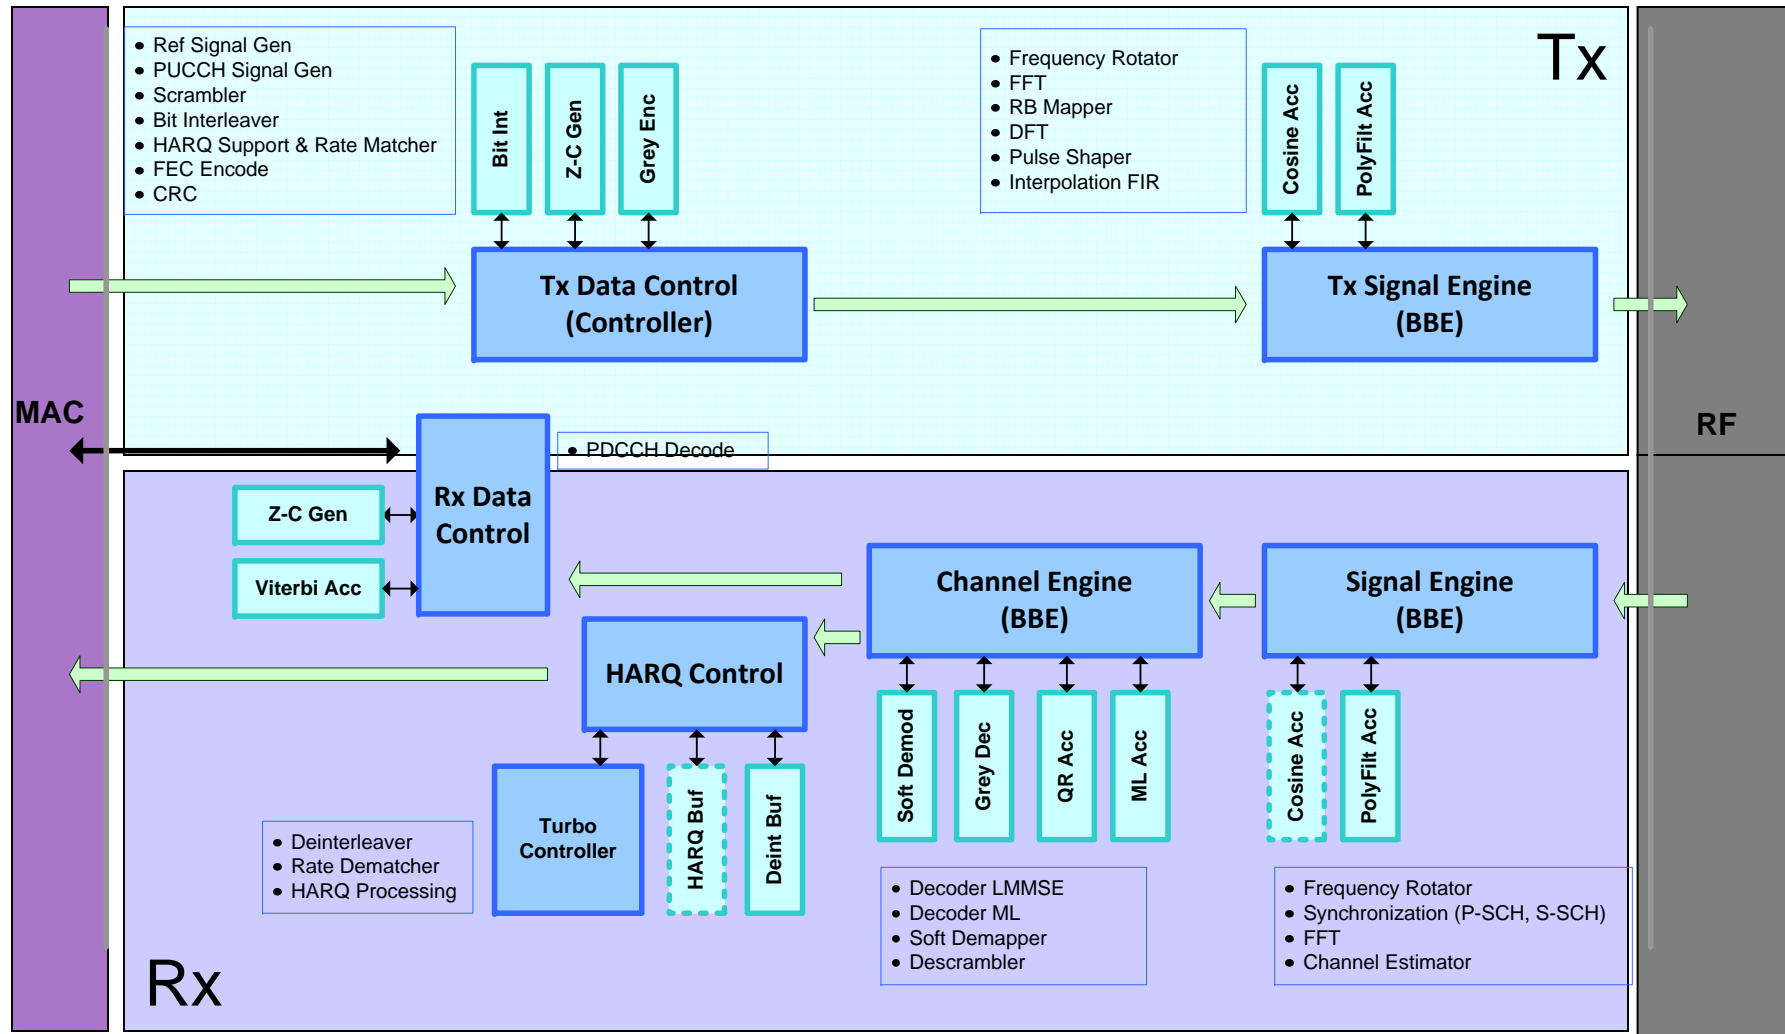 Tx
• Ref Signal Gen
• PUCCH Signal Gen
• Scrambler
• Bit Interleaver
• HARQ Support & Rate Matcher
• FEC Encode
• CRC
Bit Int
Z-C Gen
Grey Enc
• Frequency Rotator
• FFT
• RB Mapper
• DFT
• Pulse Shaper
• Interpolation FIR
Cosine Acc
PolyFilt Acc
Tx Data Control
(Controller)
Tx Signal Engine
(BBE)
MAC
RF
• PDCCH Decode
Rx Data
Control
Z-C Gen
Viterbi Acc
Channel Engine
(BBE)
Signal Engine
(BBE)
HARQ Control
Soft Demod
Grey Dec
QR Acc
ML Acc
Cosine Acc
PolyFilt Acc
Turbo
Controller
HARQ Buf
Deint Buf
• Deinterleaver
• Rate Dematcher
• HARQ Processing
• Decoder LMMSE
• Decoder ML
• Soft Demapper
• Descrambler
• Frequency Rotator
• Synchronization (P-SCH, S-SCH)
• FFT
• Channel Estimator
Rx